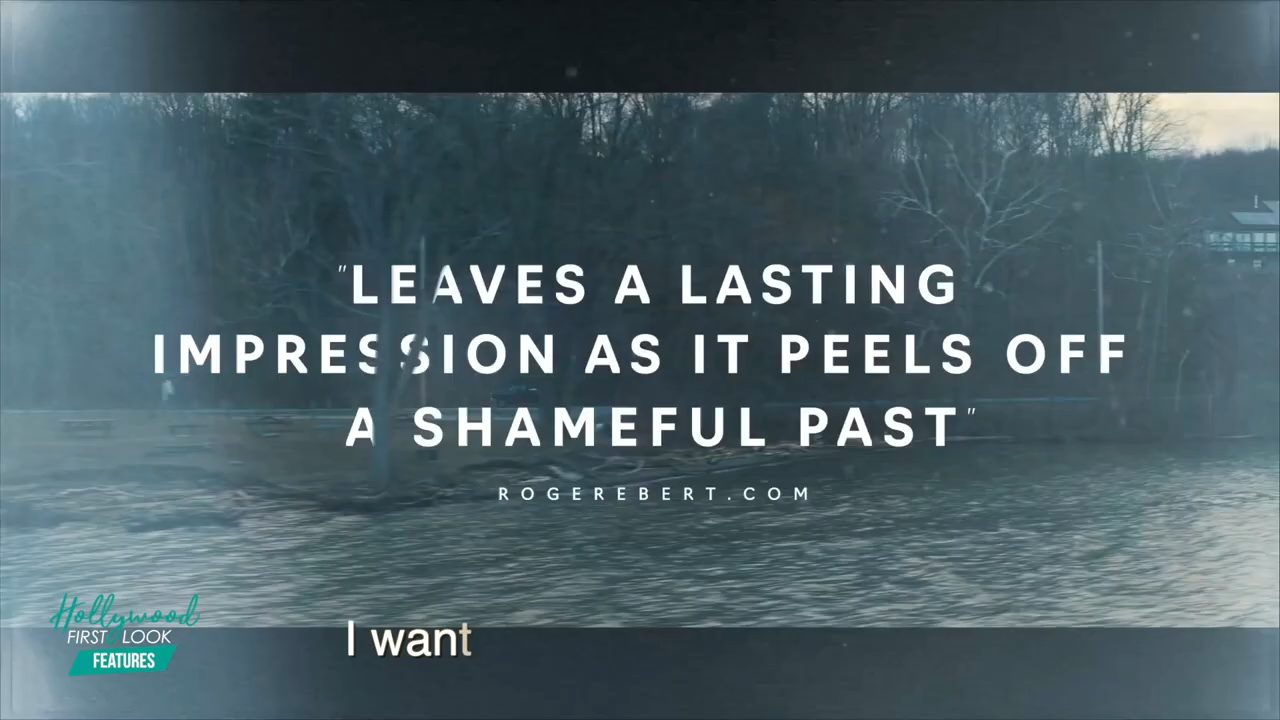 "LEAVES A LASTING
IMPRESSION AS IT PEELS OFF
A SHAMEFUL PAST"
ROGEREBERT.COM
Hollywood
FIRST LOOK
FEATURES
I want